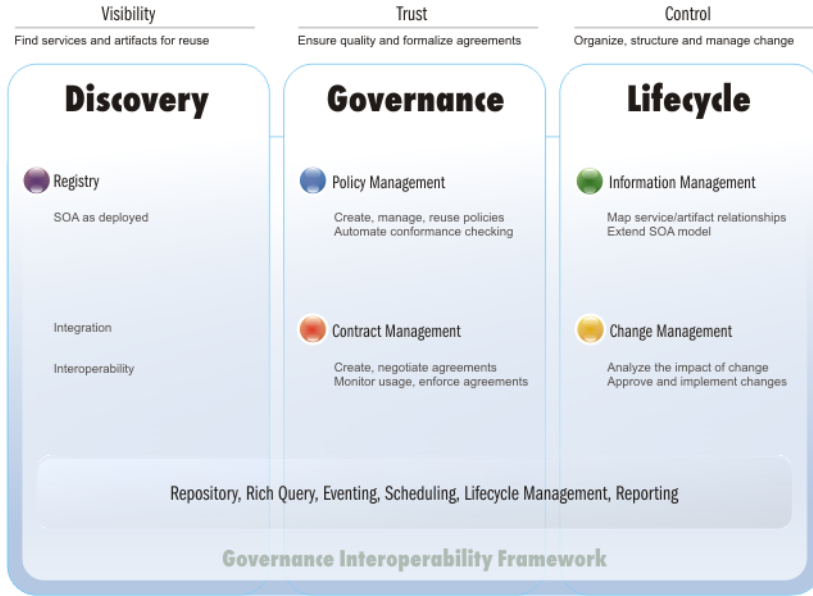 Visibility
Find services and artifacts for reuse
Trust
Ensure quality and formalize agreements
Control
Organize, structure and manage change
Discovery
Registry
SOA as deployed
Integration
Interoperability
Governance
Policy Management
Create, manage, reuse policies
Automate conformance checking
Contract Management
Create, negotiate agreements
Monitor usage, enforce agreements
Lifecycle
Information Management
Map service/artifact relationships
Extend SOA model
Change Management
Analyze the impact of change
Approve and implement changes
Repository, Rich Query, Eventing, Scheduling, Lifecycle Management, Reporting
Governance Interoperability Framework